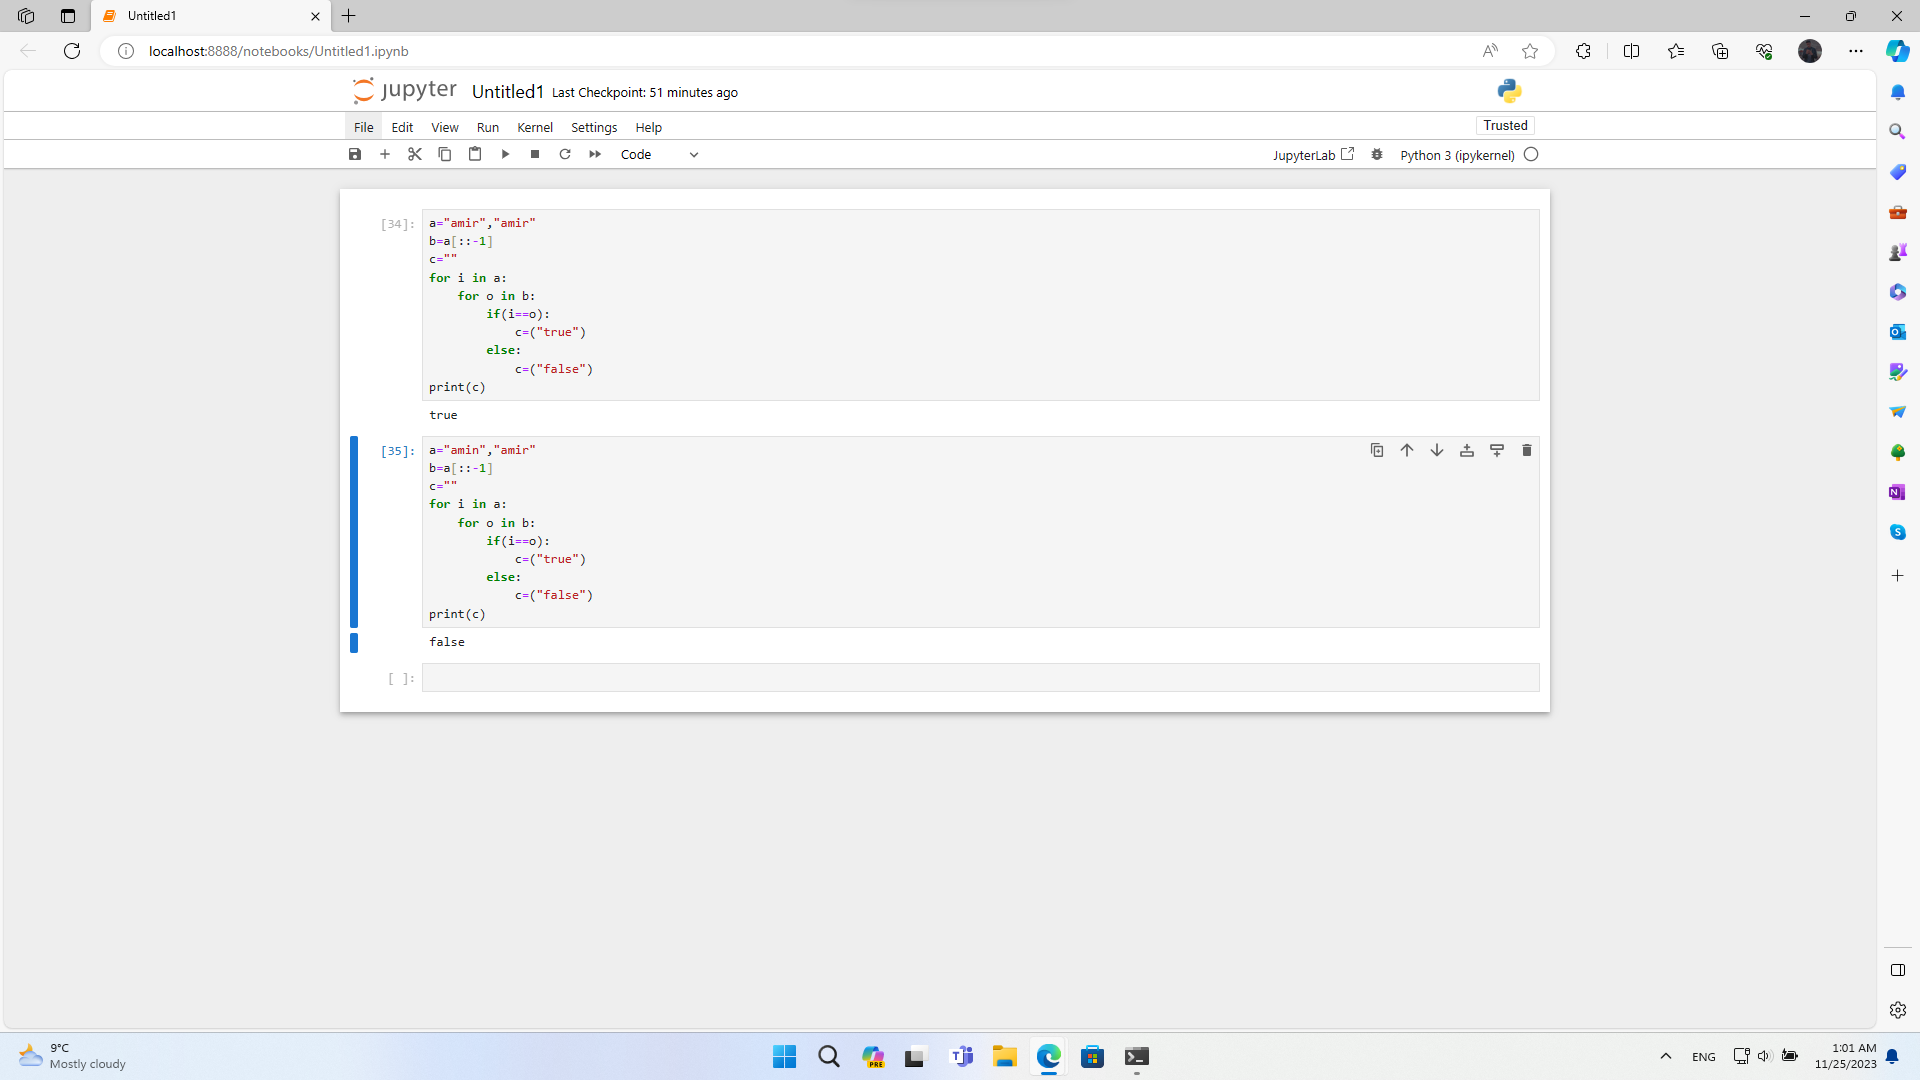 Untitled1
localhost:8888/notebooks/Untitled1.ipynb
jupyter Untitled1 Last Checkpoint: 51 minutes ago
File Edit View Run Kernel Settings Help Trusted
Code JupyterLab Python 3 (ipykernel)
[34]:
a="amir","amir"
b=a[::-1]
c=""
for i in a:
    for o in b:
        if(i==o):
            c=("true")
        else:
            c=("false")
print(c)
true
[35]:
a="amin","amir"
b=a[::-1]
c=""
for i in a:
    for o in b:
        if(i==o):
            c=("true")
        else:
            c=("false")
print(c)
false
[ ]:
9°C
Mostly cloudy
PRE
ENG
1:01 AM
11/25/2023